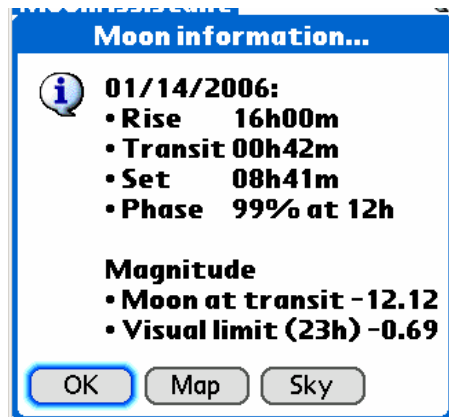 Moon information...
01/14/2006:
• Rise 16h00m
• Transit 00h42m
• Set 08h41m
• Phase 99% at 12h
Magnitude
• Moon at transit -12.12
• Visual limit (23h) -0.69
OK Map Sky